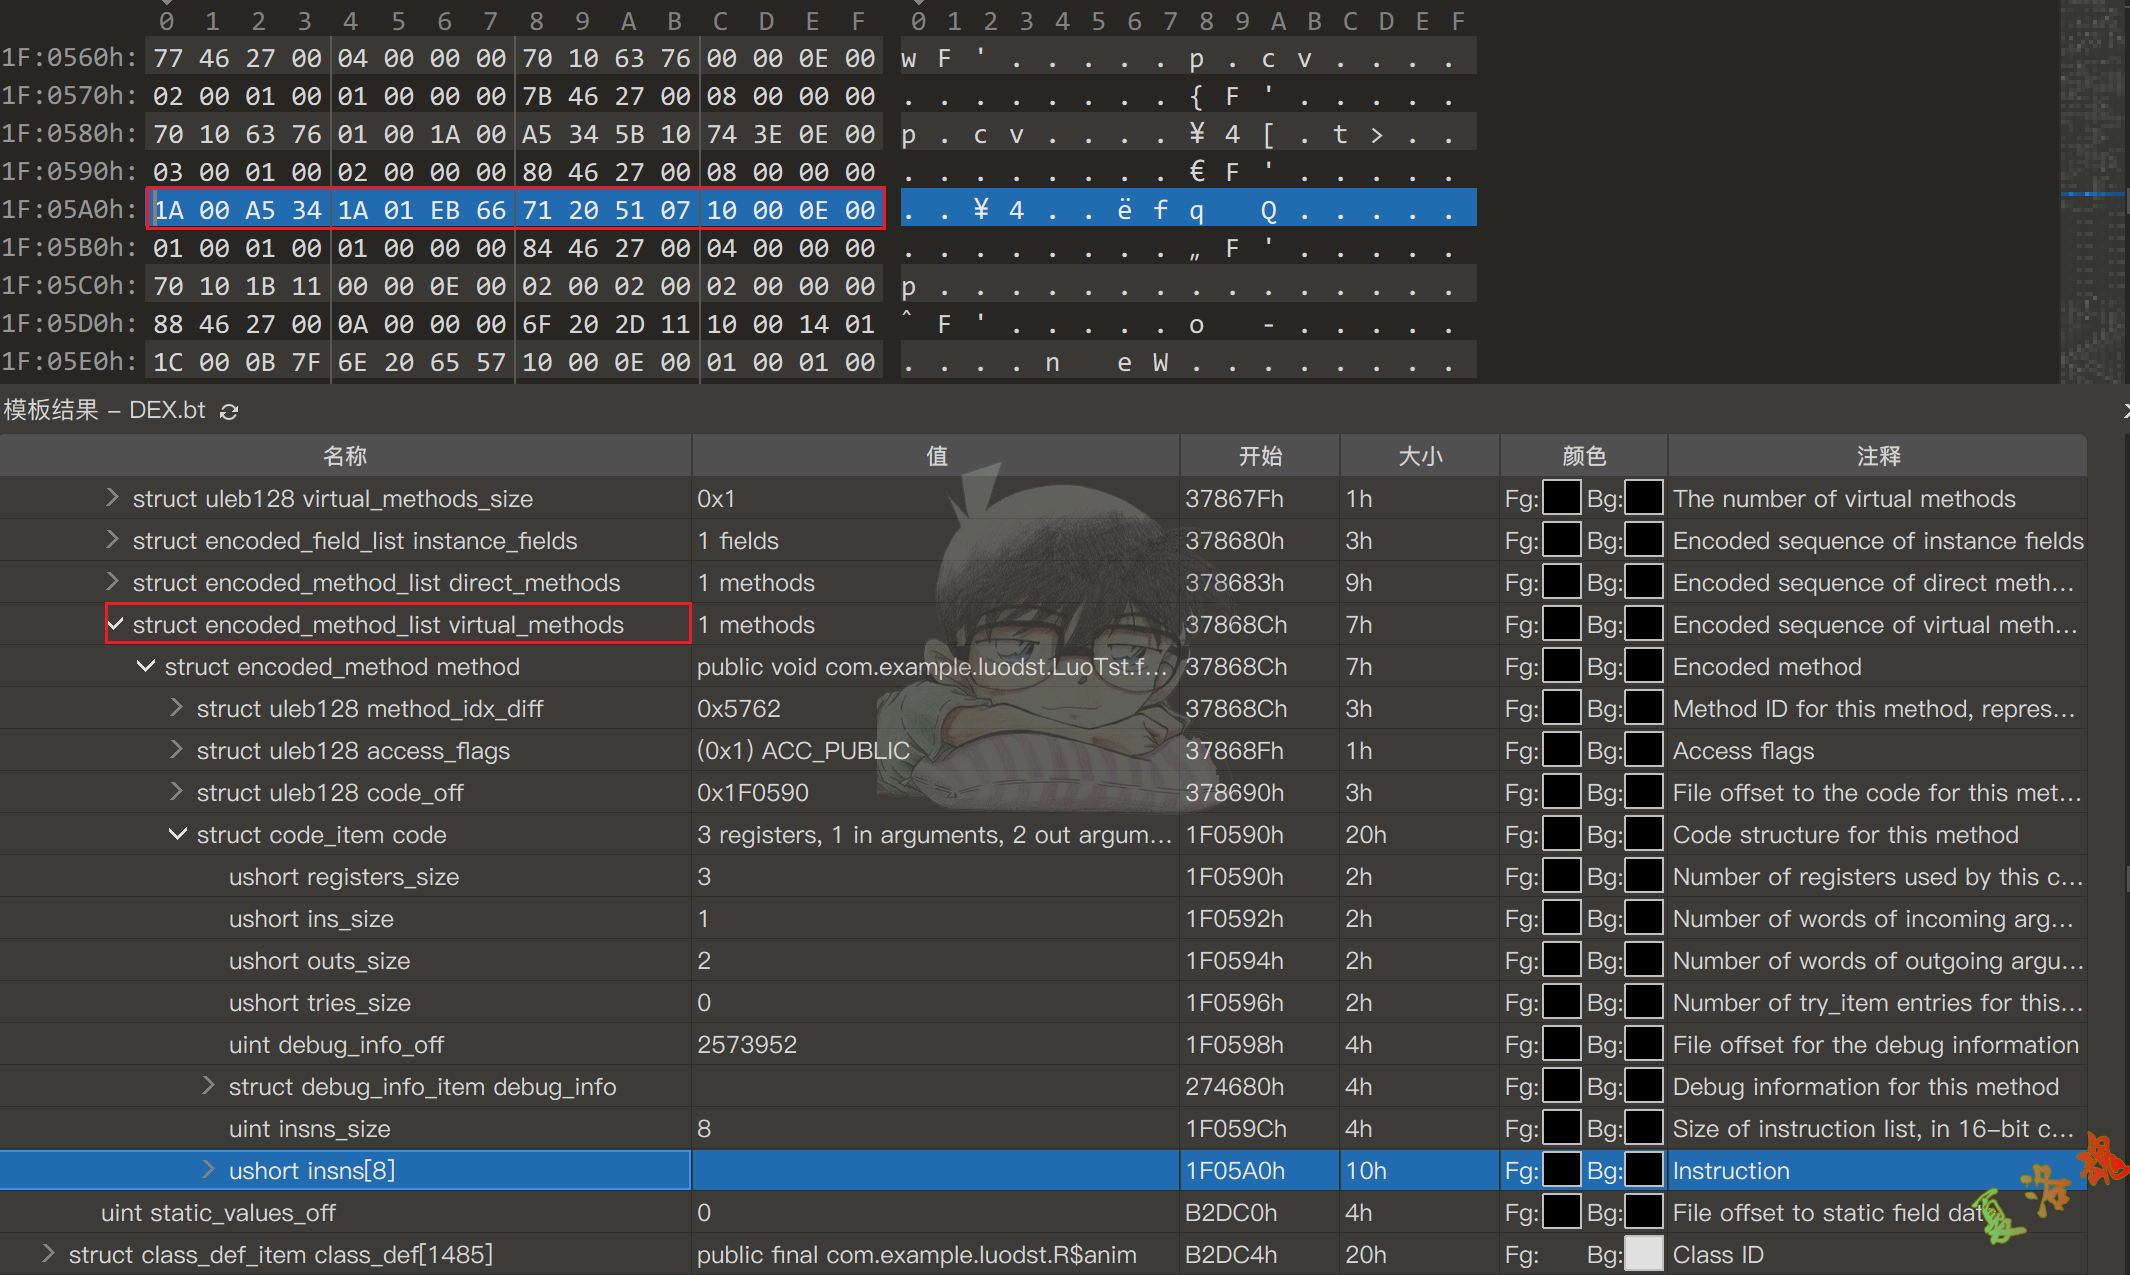 0 1 2 3 4 5 6 7 8 9 A B C D E F 0 1 2 3 4 5 6 7 8 9 A B C D E F
1F:0560h: 77 46 27 00 04 00 00 00 70 10 63 76 00 00 0E 00 w F ' . . . . . p . c v . . . .
1F:0570h: 02 00 01 00 01 00 00 00 7B 46 27 00 08 00 00 00 . . . . . . . . { F ' . . . . .
1F:0580h: 70 10 63 76 01 00 1A 00 A5 34 5B 10 74 3E 0E 00 p . c v . . . . ¥ 4 [ . t > . .
1F:0590h: 03 00 01 00 02 00 00 00 80 46 27 00 08 00 00 00 . . . . . . . . € F ' . . . . .
1F:05A0h: 1A 00 A5 34 1A 01 EB 66 71 20 51 07 10 00 0E 00 . . ¥ 4 . . ë f q Q . . . . .
1F:05B0h: 01 00 01 00 01 00 00 00 84 46 27 00 04 00 00 00 . . . . . . . . „ F ' . . . . .
1F:05C0h: 70 10 1B 11 00 00 0E 00 02 00 02 00 02 00 00 00 p . . . . . . . . . . . . . . .
1F:05D0h: 88 46 27 00 0A 00 00 00 6F 20 2D 11 10 00 14 01 ˆ F ' . . . . . o - . . . . .
1F:05E0h: 1C 00 0B 7F 6E 20 65 57 10 00 0E 00 01 00 01 00 . . . . n e W . . . . . . . .
模板结果 – DEX.bt
名称 值 开始 大小 颜色 注释
struct uleb128 virtual_methods_size 0x1 37867Fh 1h Fg: Bg: The number of virtual methods
struct encoded_field_list instance_fields 1 fields 378680h 3h Fg: Bg: Encoded sequence of instance fields
struct encoded_method_list direct_methods 1 methods 378683h 9h Fg: Bg: Encoded sequence of direct meth...
struct encoded_method_list virtual_methods 1 methods 37868Ch 7h Fg: Bg: Encoded sequence of virtual meth...
struct encoded_method method public void com.example.luodst.LuoTst.f... 37868Ch 7h Fg: Bg: Encoded method
struct uleb128 method_idx_diff 0x5762 37868Ch 3h Fg: Bg: Method ID for this method, repres...
struct uleb128 access_flags (0x1) ACC_PUBLIC 37868Fh 1h Fg: Bg: Access flags
struct uleb128 code_off 0x1F0590 378690h 3h Fg: Bg: File offset to the code for this met...
struct code_item code 3 registers, 1 in arguments, 2 out argum... 1F0590h 20h Fg: Bg: Code structure for this method
ushort registers_size 3 1F0590h 2h Fg: Bg: Number of registers used by this c...
ushort ins_size 1 1F0592h 2h Fg: Bg: Number of words of incoming arg...
ushort outs_size 2 1F0594h 2h Fg: Bg: Number of words of outgoing argu...
ushort tries_size 0 1F0596h 2h Fg: Bg: Number of try_item entries for this...
uint debug_info_off 2573952 1F0598h 4h Fg: Bg: File offset for the debug information
struct debug_info_item debug_info 274680h 4h Fg: Bg: Debug information for this method
uint insns_size 8 1F059Ch 4h Fg: Bg: Size of instruction list, in 16-bit c...
ushort insns[8] 1F05A0h 10h Fg: Bg: Instruction
uint static_values_off 0 B2DC0h 4h Fg: Bg: File offset to static field dat
struct class_def_item class_def[1485] public final com.example.luodst.R$anim B2DC4h 20h Fg: Bg: Class ID